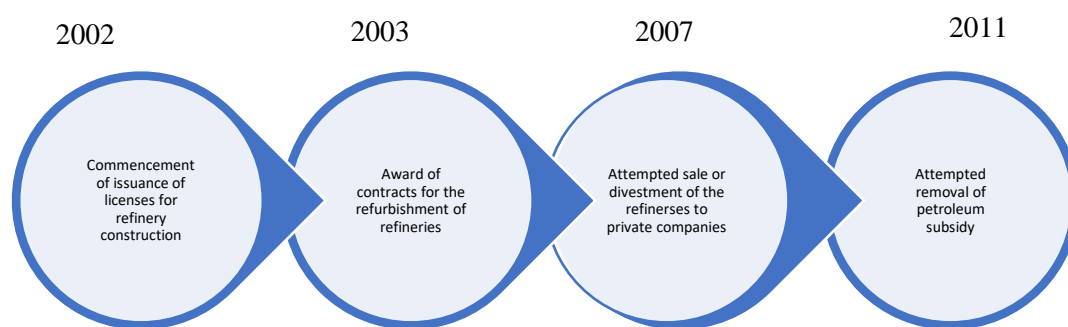 2002
2003
2007
2011
Commencement
of issuance of
licenses for
refinery
construction
Award of
contracts for the
refurbishment of
refineries
Attempted sale or
divestment of the
refinerses to
private companies
Attempted
removal of
petroleum
subsidy